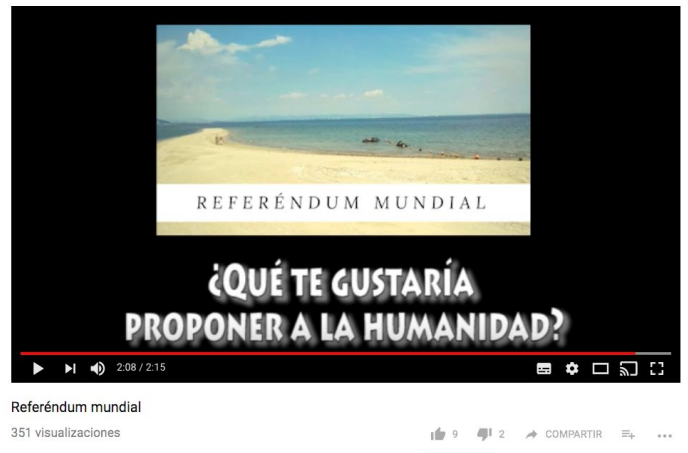 REFERÉNDUM MUNDIAL
¿QUÉ TE GUSTARÍA
PROPONER A LA HUMANIDAD?
2:08 / 2:15
Referéndum mundial
351 visualizaciones
9 2 COMPARTIR